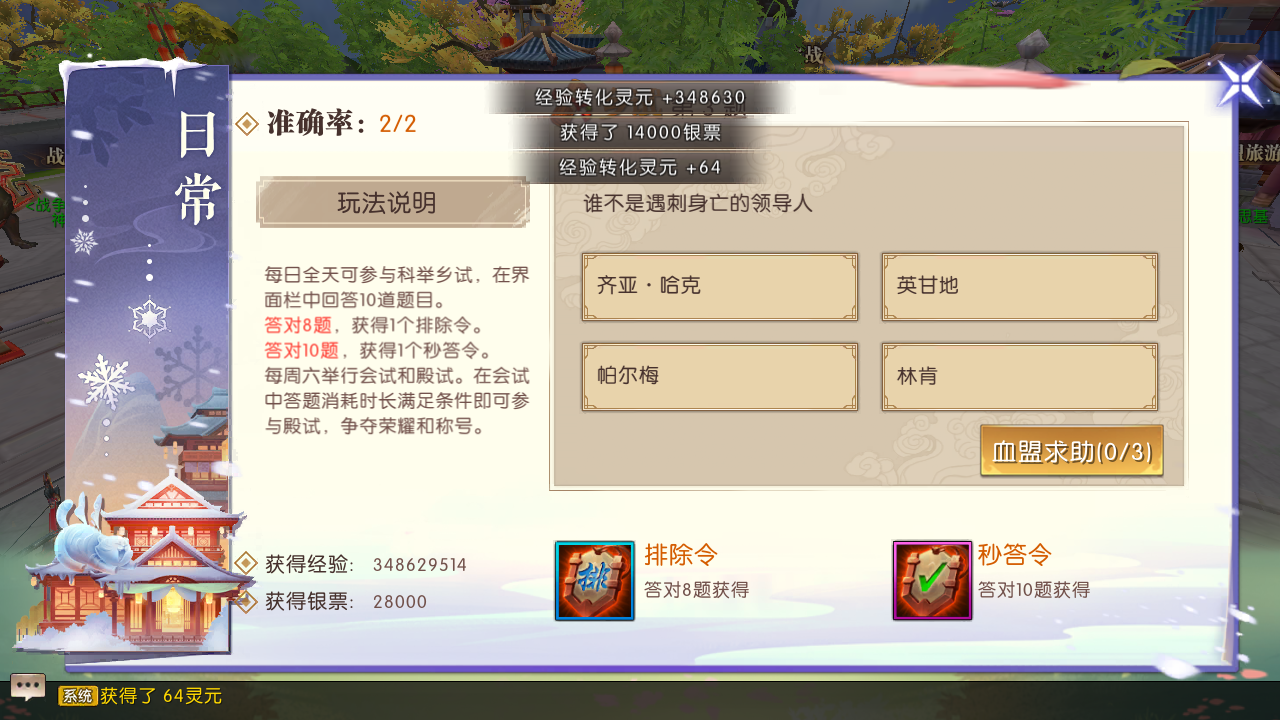 战
经验转化灵元 +348630
获得了 14000银票
经验转化灵元 +64
日常
准确率：2/2
玩法说明
每日全天可参与科举乡试，在界
面栏中回答10道题目。
答对8题，获得1个排除令。
答对10题，获得1个秒答令。
每周六举行会试和殿试。在会试
中答题消耗时长满足条件即可参
与殿试，争夺荣耀和称号。
获得经验： 348629514
获得银票： 28000
谁不是遇刺身亡的领导人
齐亚·哈克
英甘地
帕尔梅
林肯
血盟求助(0/3)
排
排除令
答对8题获得
秒答令
答对10题获得
战
战争
神
旅游
系统 获得了 64灵元